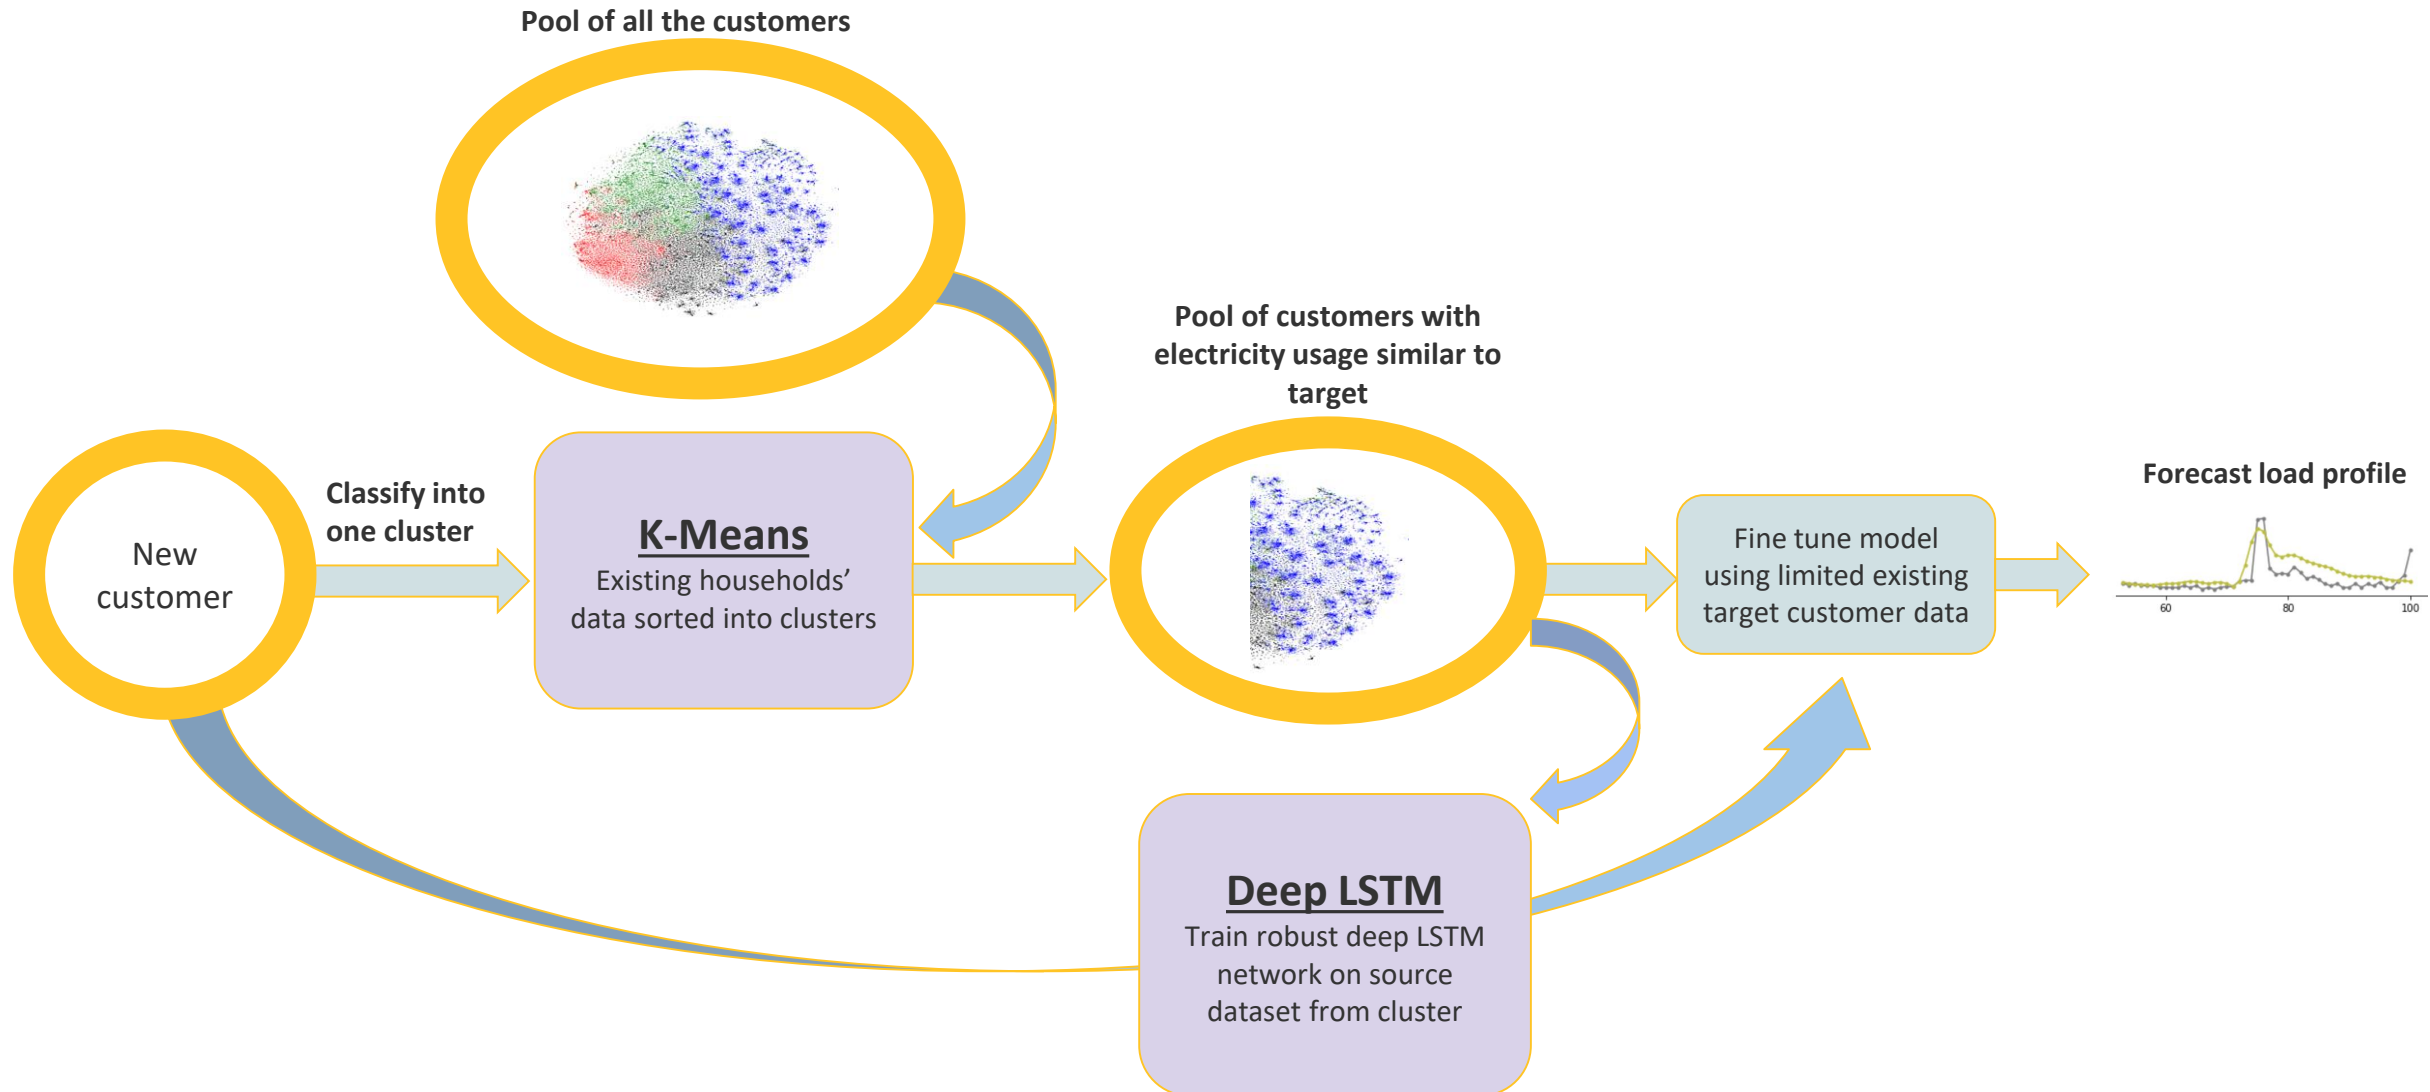 Pool of all the customers
Pool of customers with
electricity usage similar to
target
New
customer
Classify into
one cluster
K-Means
Existing households’
data sorted into clusters
Fine tune model
using limited existing
target customer data
Forecast load profile
60 80 100
Deep LSTM
Train robust deep LSTM
network on source
dataset from cluster